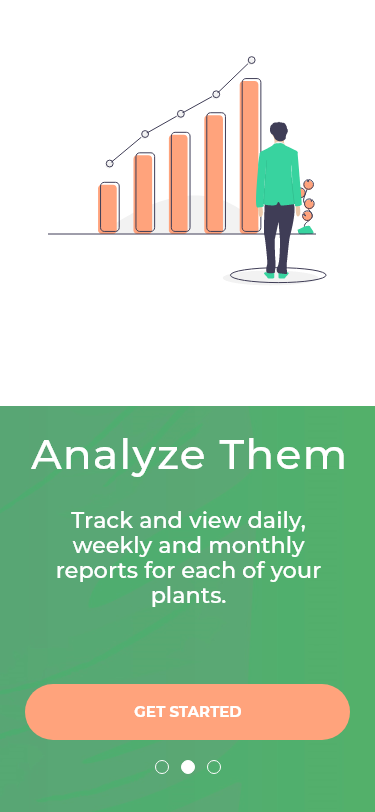 Analyze Them
Track and view daily,
weekly and monthly
reports for each of your
plants.
GET STARTED